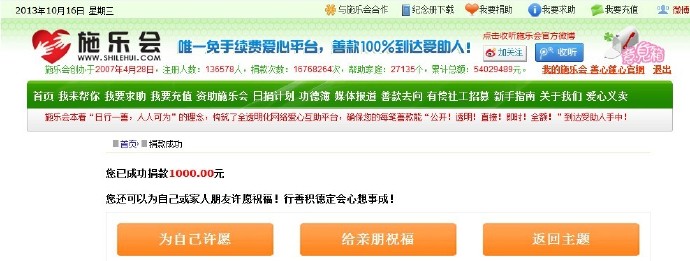 2013年10月16日 星期三
与施乐会合作 纪念册下载 我要捐助 我要求助 我要充值 微博
施乐会
WWW.SHILEHUI.COM
唯一免手续费爱心平台，善款100%到达受助人！
点击收听施乐会官方微博
加关注 收听
施乐会创办于2007年4月28日，注册人数：136578人，捐款次数：16768264次，帮助家庭：27135个，累计总额：54029489元。
我的施乐会 善心莲心官网 退出
首页 我来帮你 我要求助 我要充值 资助施乐会 日捐计划 功德簿 媒体报道 善款去向 有偿社工招募 新手指南 关于我们 爱心义卖
施乐会本着“日行一善，人人可为”的理念，构筑了全透明化网络爱心互助平台，确保您的每笔善款能“公开！透明！直接！即时！全额！”到达受助人手中！
首页› 捐款成功
您已成功捐款1000.00元
您还可以为自己或家人朋友许愿祝福！行善积德定会心想事成！
为自己许愿 给亲朋祝福 返回主题